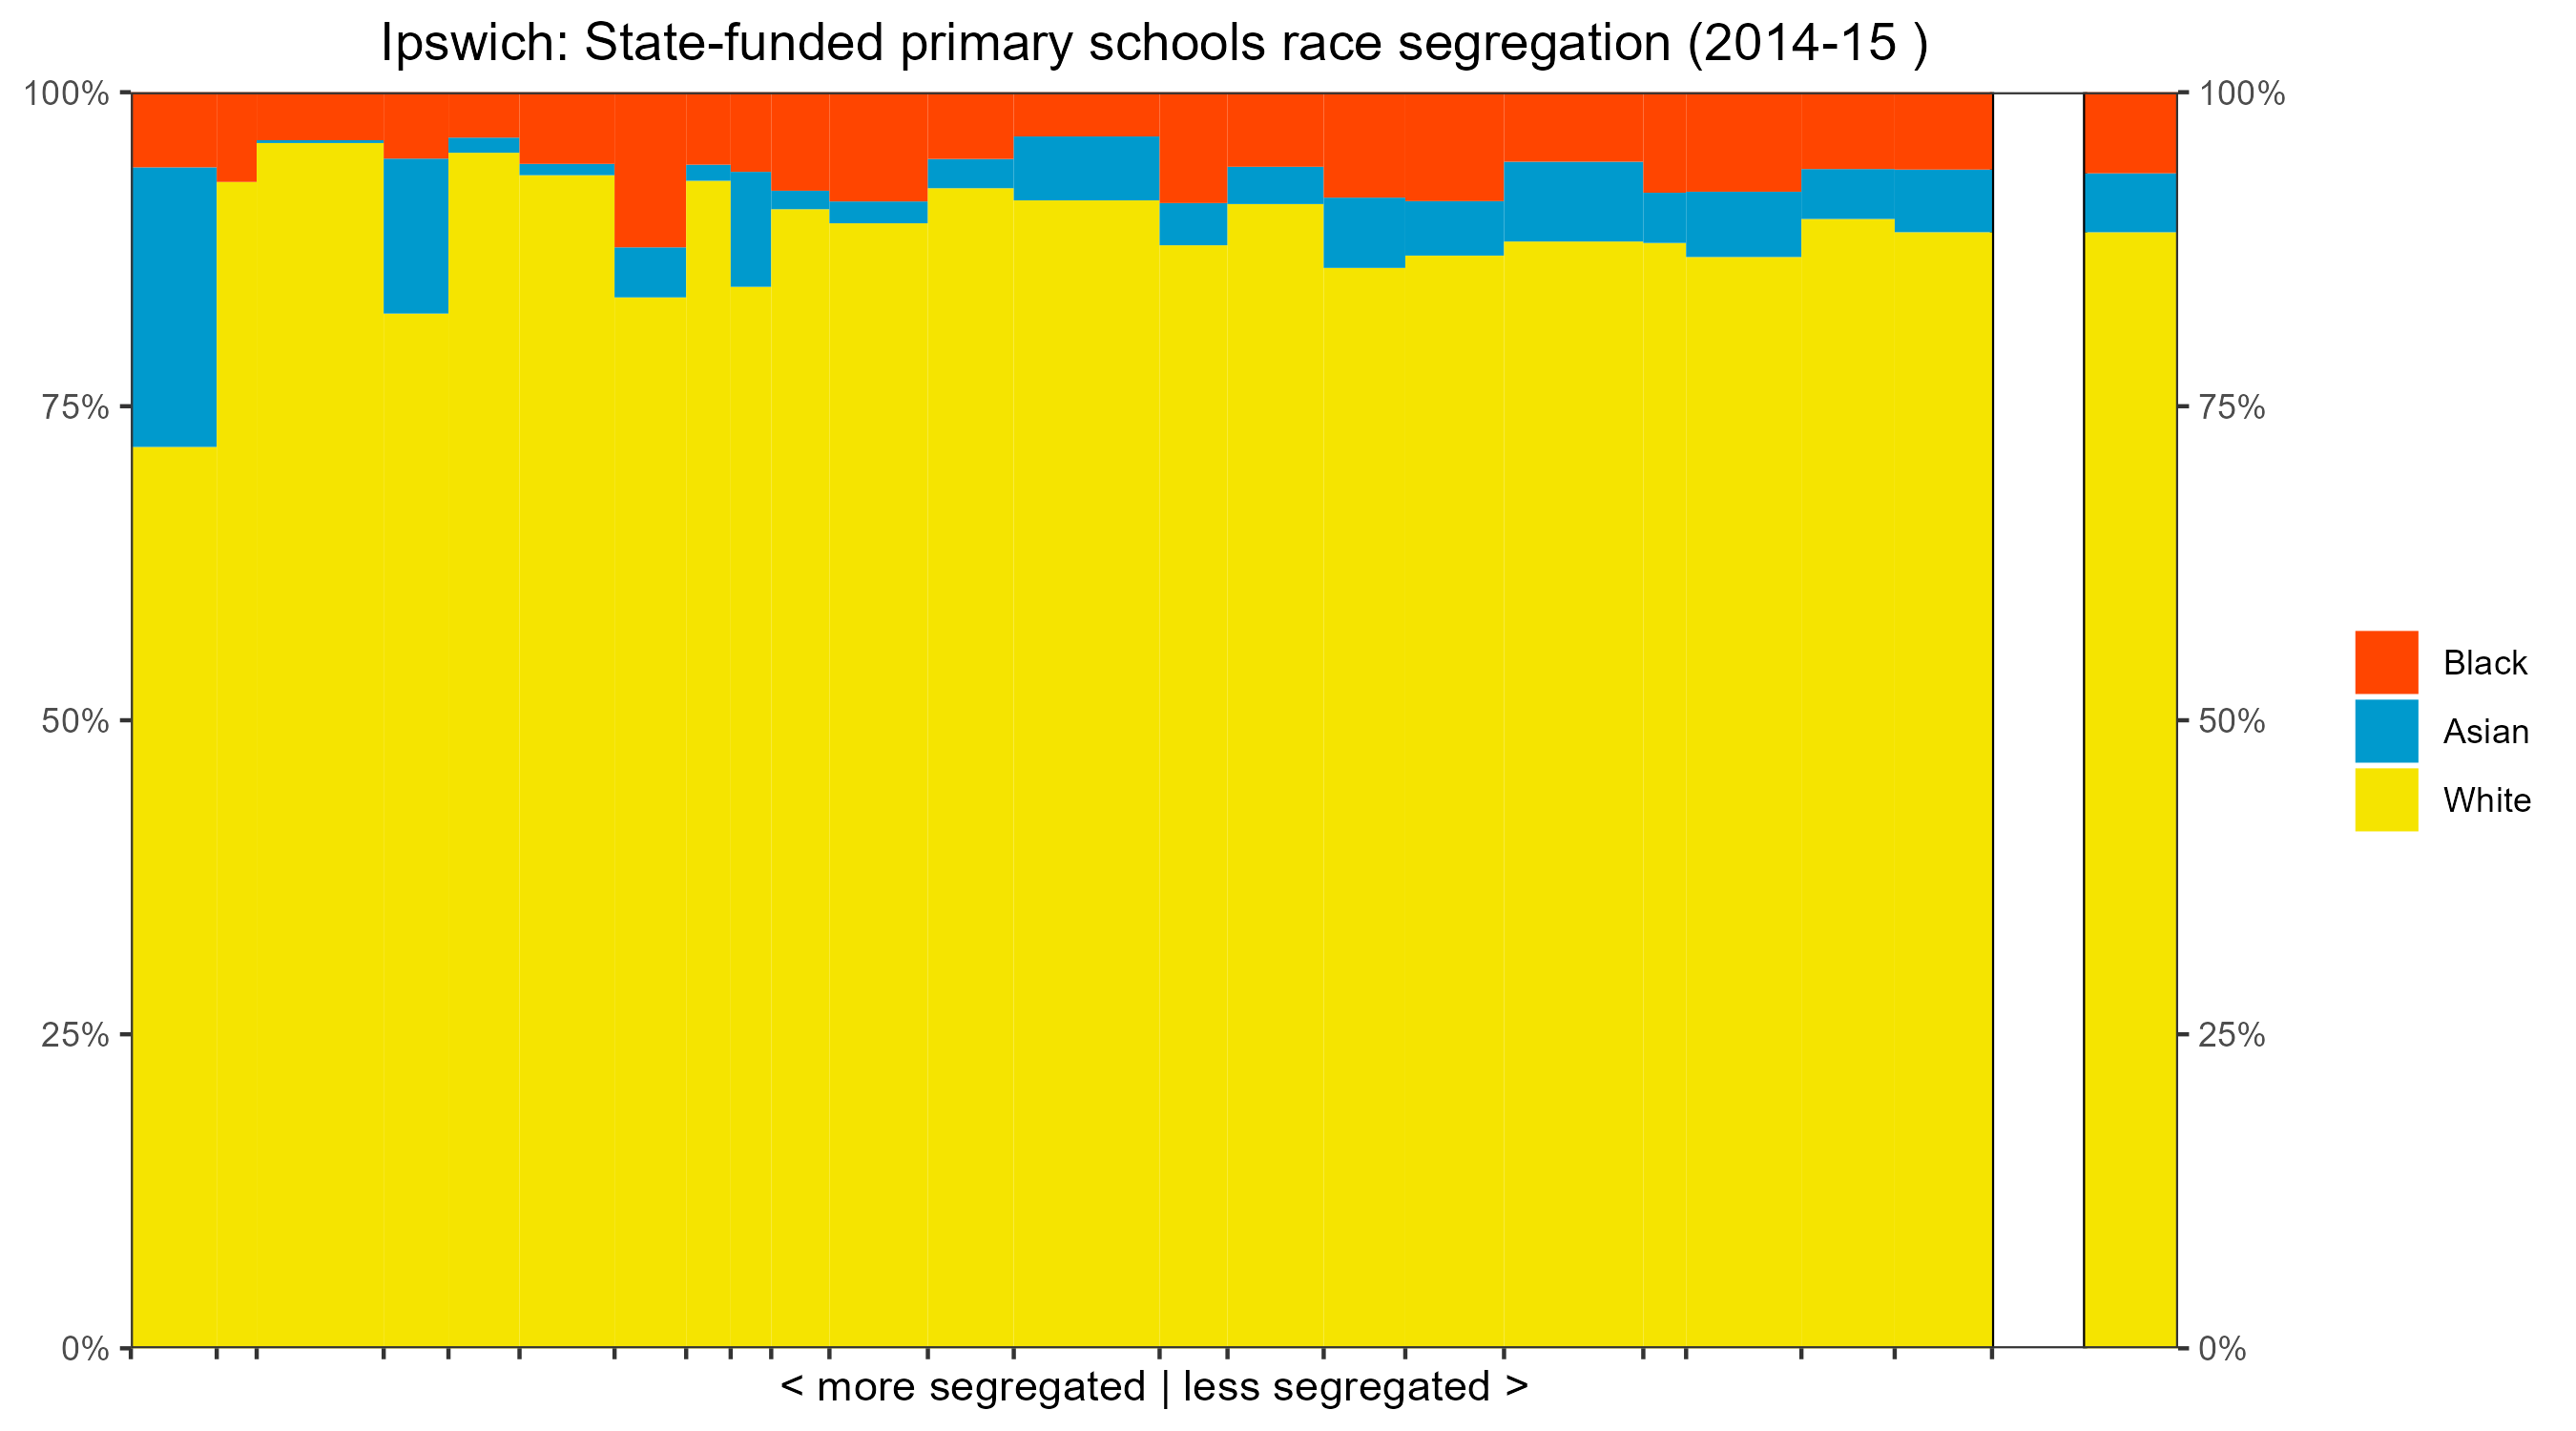 Ipswich: State-funded primary schools race segregation (2014-15 )
100%
75%
50%
25%
0%
100%
75%
50%
25%
0%
< more segregated | less segregated >
Black
Asian
White